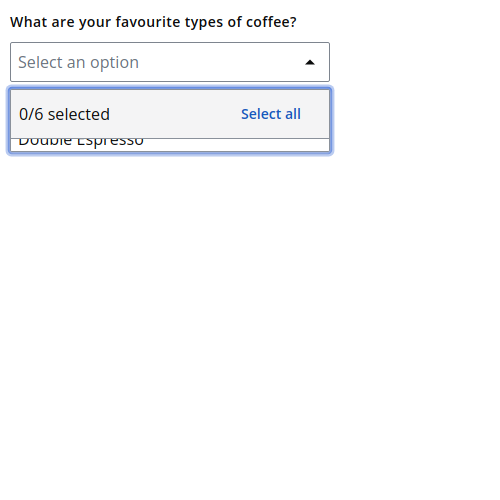 What are your favourite types of coffee?
Select an option
0/6 selected
Select all
Double Espresso